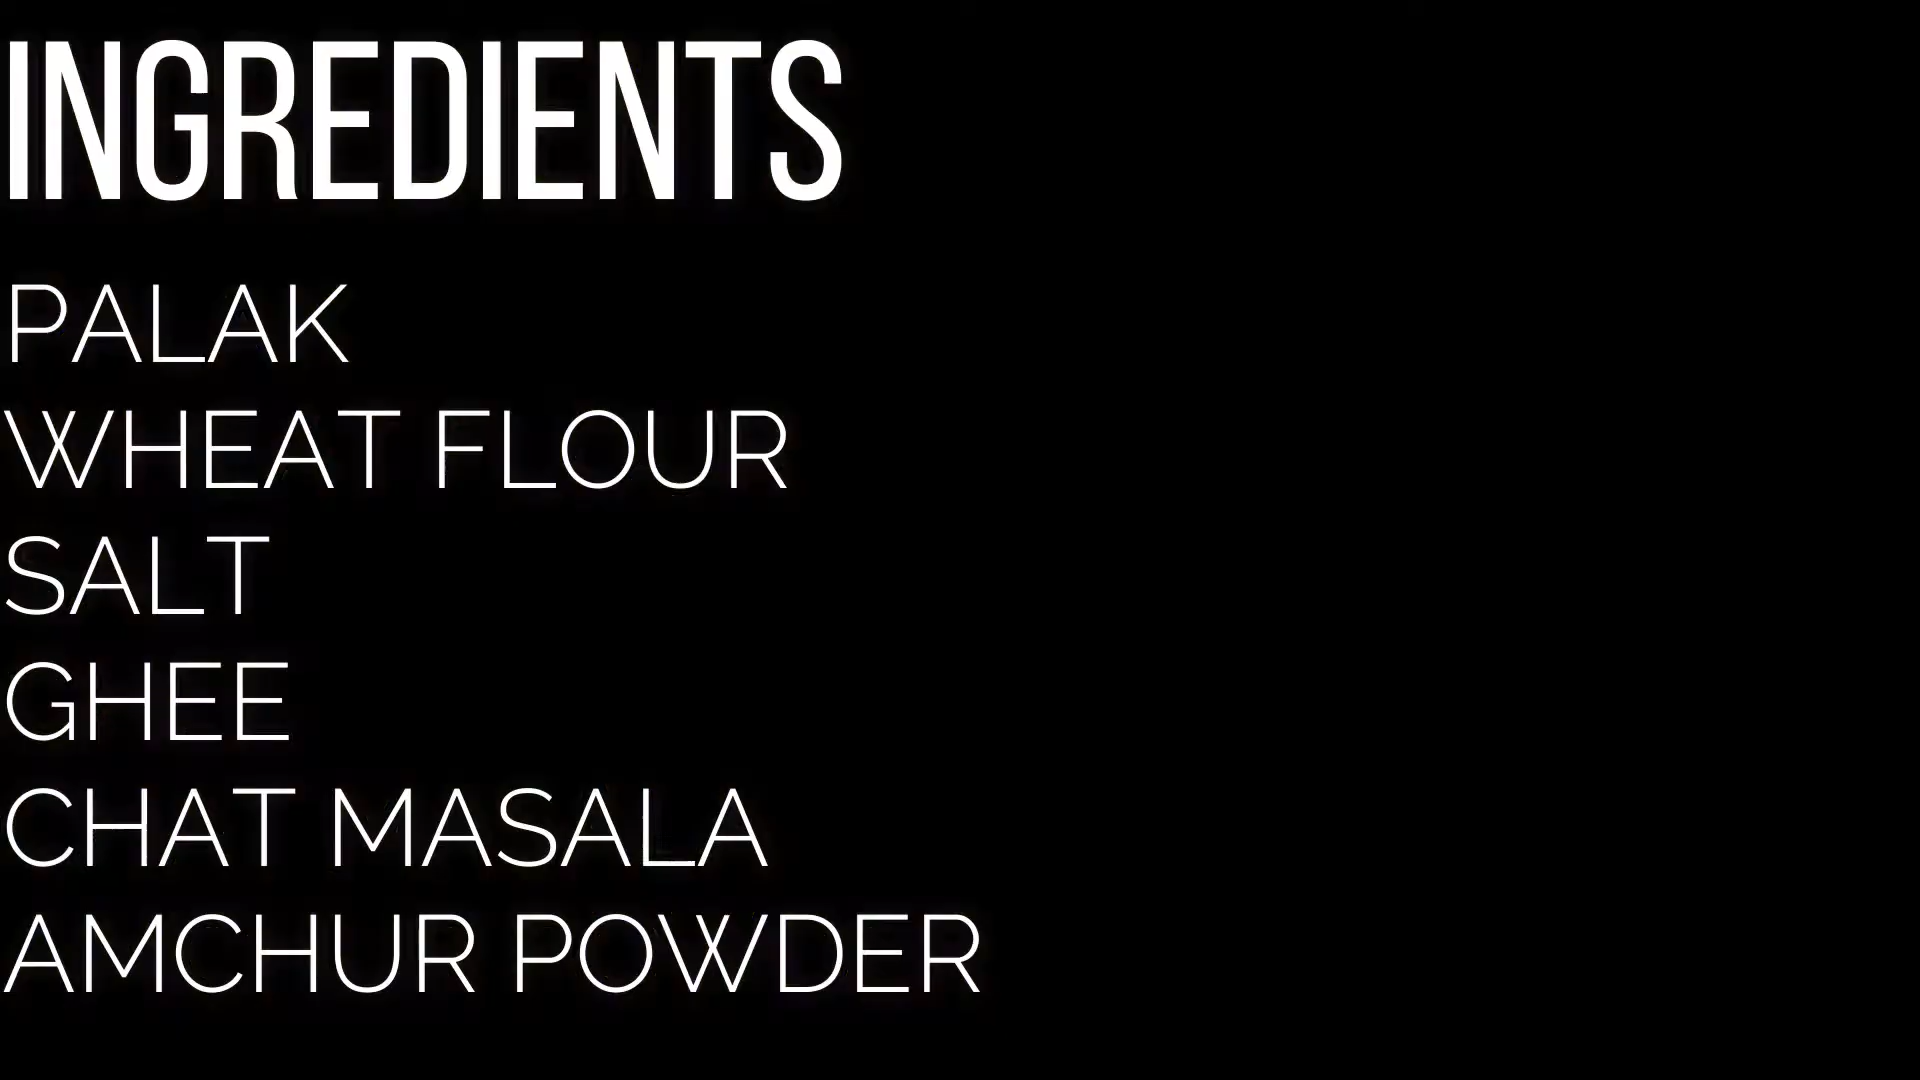 INGREDIENTS
PALAK
WHEAT FLOUR
SALT
GHEE
CHAT MASALA
AMCHUR POWDER